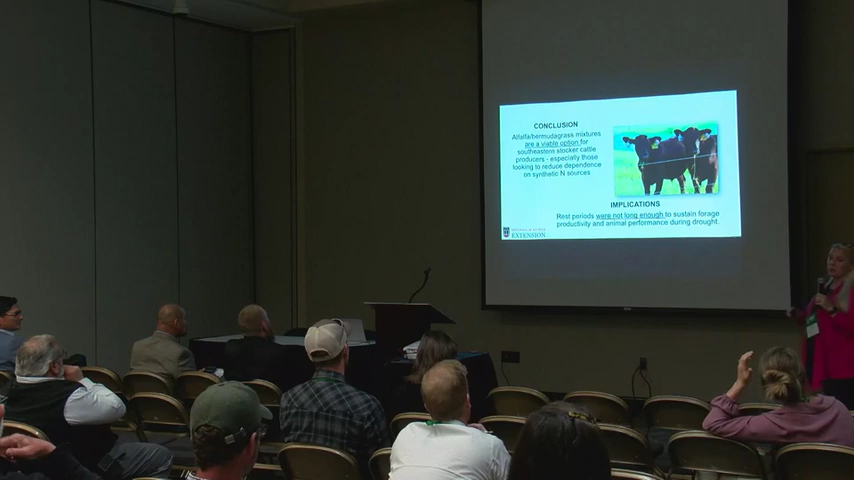 CONCLUSION
Alfalfa/bermudagrass mixtures
are a viable option for
southeastern stocker cattle
producers - especially those
looking to reduce dependence
on synthetic N sources
IMPLICATIONS
Rest periods were not long enough to sustain forage
productivity and animal performance during drought.
EXTENSION